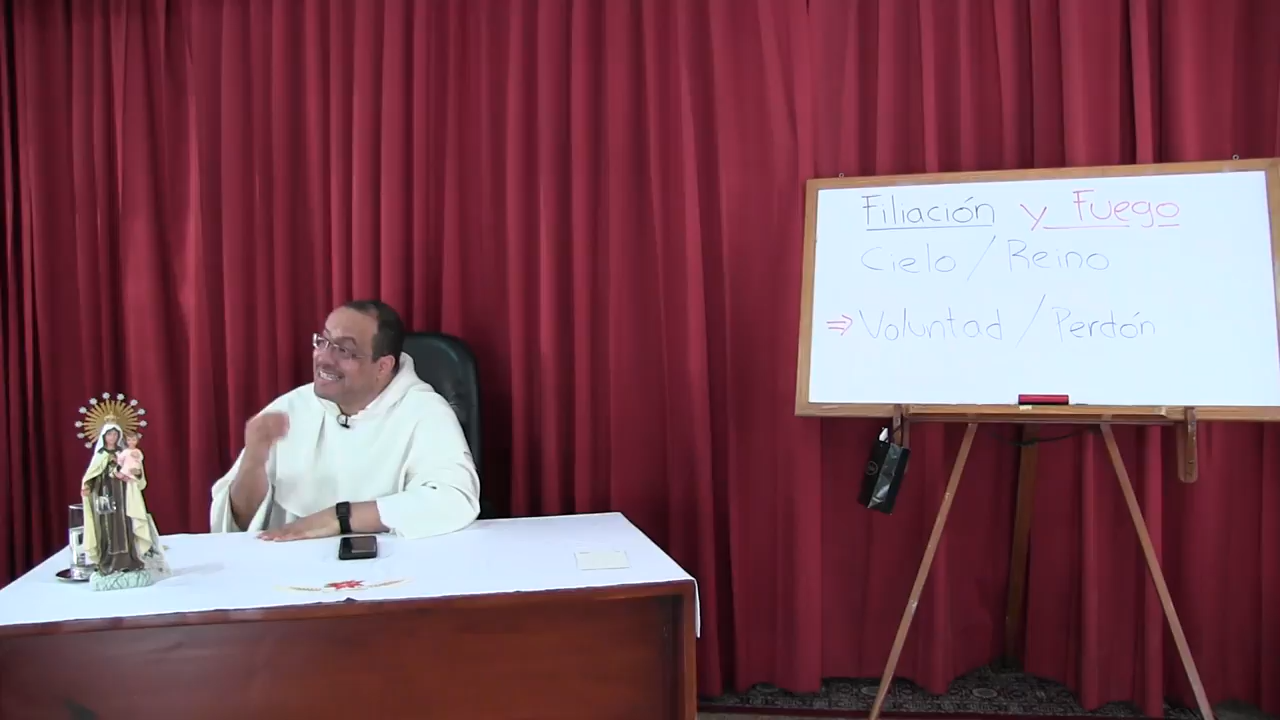 Filiación y Fuego
Cielo / Reino
⇒ Voluntad / Perdón